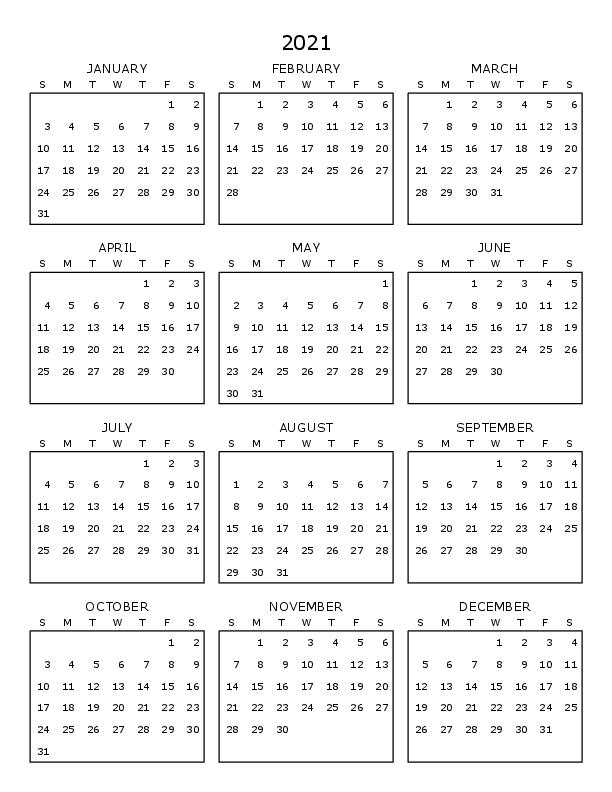 2021
JANUARY FEBRUARY MARCH
S M T W T F S S M T W T F S S M T W T F S
1 2 1 2 3 4 5 6 1 2 3 4 5 6
3 4 5 6 7 8 9 7 8 9 10 11 12 13 7 8 9 10 11 12 13
10 11 12 13 14 15 16 14 15 16 17 18 19 20 14 15 16 17 18 19 20
17 18 19 20 21 22 23 21 22 23 24 25 26 27 21 22 23 24 25 26 27
24 25 26 27 28 29 30 28 28 29 30 31
31
APRIL MAY JUNE
S M T W T F S S M T W T F S S M T W T F S
1 2 3 1 1 2 3 4 5
4 5 6 7 8 9 10 2 3 4 5 6 7 8 6 7 8 9 10 11 12
11 12 13 14 15 16 17 9 10 11 12 13 14 15 13 14 15 16 17 18 19
18 19 20 21 22 23 24 16 17 18 19 20 21 22 20 21 22 23 24 25 26
25 26 27 28 29 30 23 24 25 26 27 28 29 27 28 29 30
30 31
JULY AUGUST SEPTEMBER
S M T W T F S S M T W T F S S M T W T F S
1 2 3 1 2 3 4
4 5 6 7 8 9 10 1 2 3 4 5 6 7 5 6 7 8 9 10 11
11 12 13 14 15 16 17 8 9 10 11 12 13 14 12 13 14 15 16 17 18
18 19 20 21 22 23 24 15 16 17 18 19 20 21 19 20 21 22 23 24 25
25 26 27 28 29 30 31 22 23 24 25 26 27 28 26 27 28 29 30
29 30 31
OCTOBER NOVEMBER DECEMBER
S M T W T F S S M T W T F S S M T W T F S
1 2 1 2 3 4 5 6 1 2 3 4
3 4 5 6 7 8 9 7 8 9 10 11 12 13 5 6 7 8 9 10 11
10 11 12 13 14 15 16 14 15 16 17 18 19 20 12 13 14 15 16 17 18
17 18 19 20 21 22 23 21 22 23 24 25 26 27 19 20 21 22 23 24 25
24 25 26 27 28 29 30 28 29 30 26 27 28 29 30 31
31